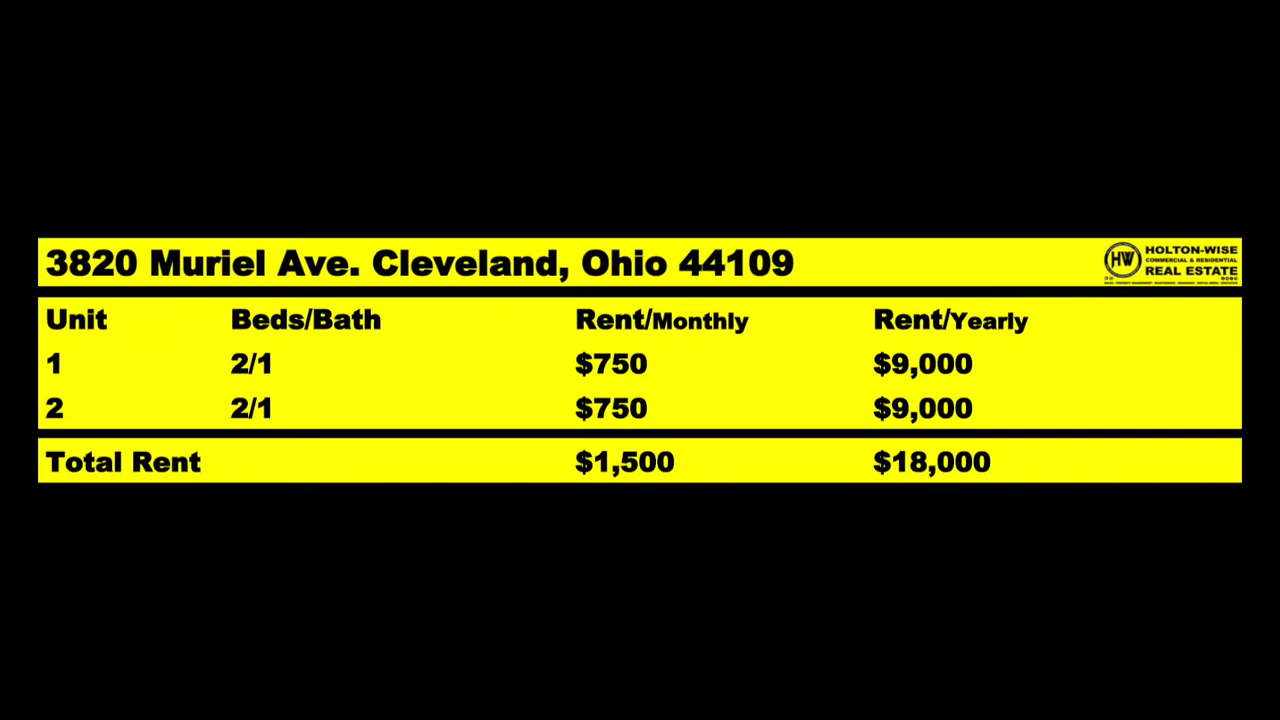 3820 Muriel Ave. Cleveland, Ohio 44109
HW
HOLTON-WISE
COMMERCIAL & RESIDENTIAL
REAL ESTATE
Unit Beds/Bath Rent/Monthly Rent/Yearly
1 2/1 $750 $9,000
2 2/1 $750 $9,000
Total Rent $1,500 $18,000